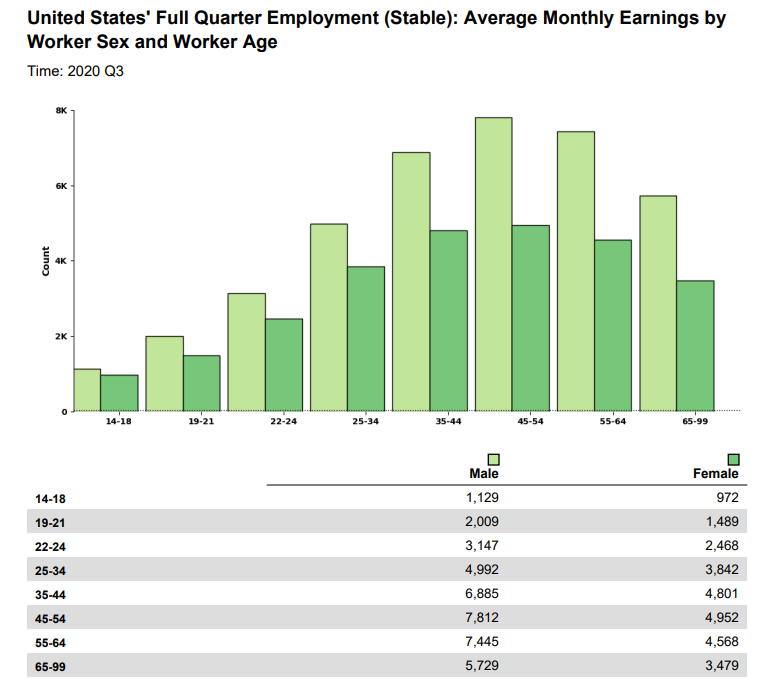 United States' Full Quarter Employment (Stable): Average Monthly Earnings by
Worker Sex and Worker Age
Time: 2020 Q3
8K
6K
4K
2K
0
Count
14-18 19-21 22-24 25-34 35-44 45-54 55-64 65-99
Male Female
14-18 1,129 972
19-21 2,009 1,489
22-24 3,147 2,468
25-34 4,992 3,842
35-44 6,885 4,801
45-54 7,812 4,952
55-64 7,445 4,568
65-99 5,729 3,479